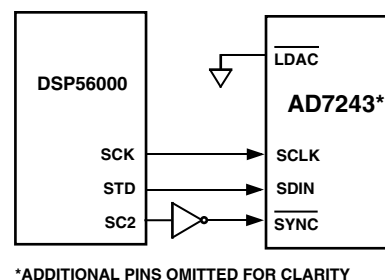 LDAC
DSP56000
AD7243*
SCK
SCLK
STD
SDIN
SC2
SYNC
*ADDITIONAL PINS OMITTED FOR CLARITY